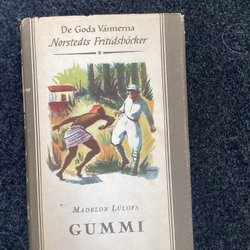 De Goda Vännerna
Norstedts Fritidsböcker
MADELON LULOFS
GUMMI